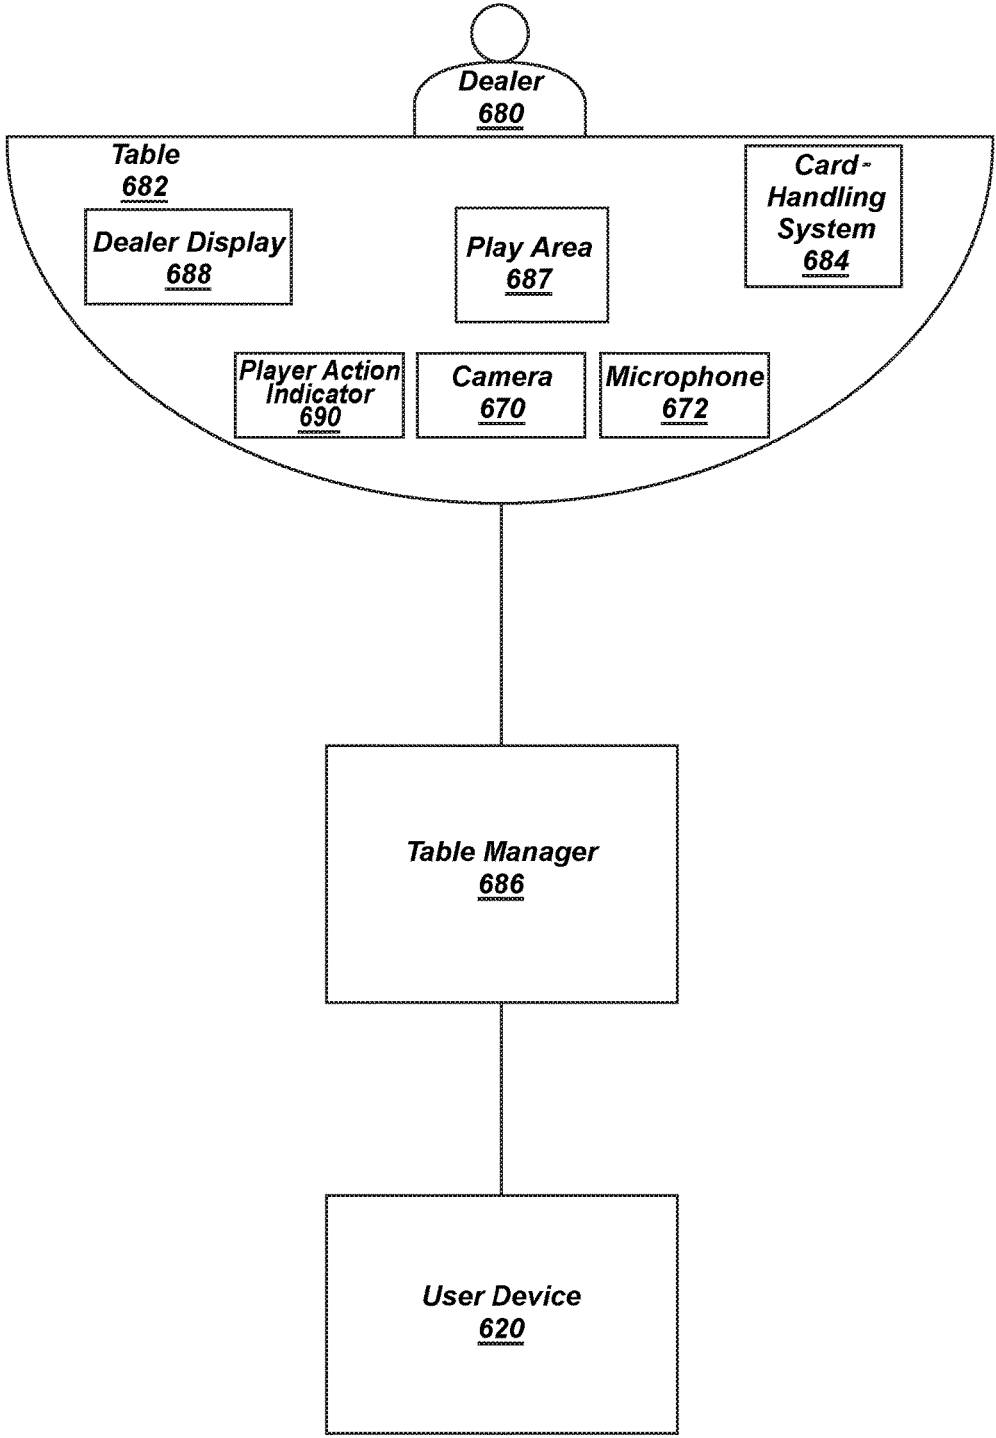 Dealer
680
Table
682
Card-
Handling
System
684
Dealer Display
688
Play Area
687
Player Action
Indicator
690
Camera
670
Microphone
672
Table Manager
686
User Device
620